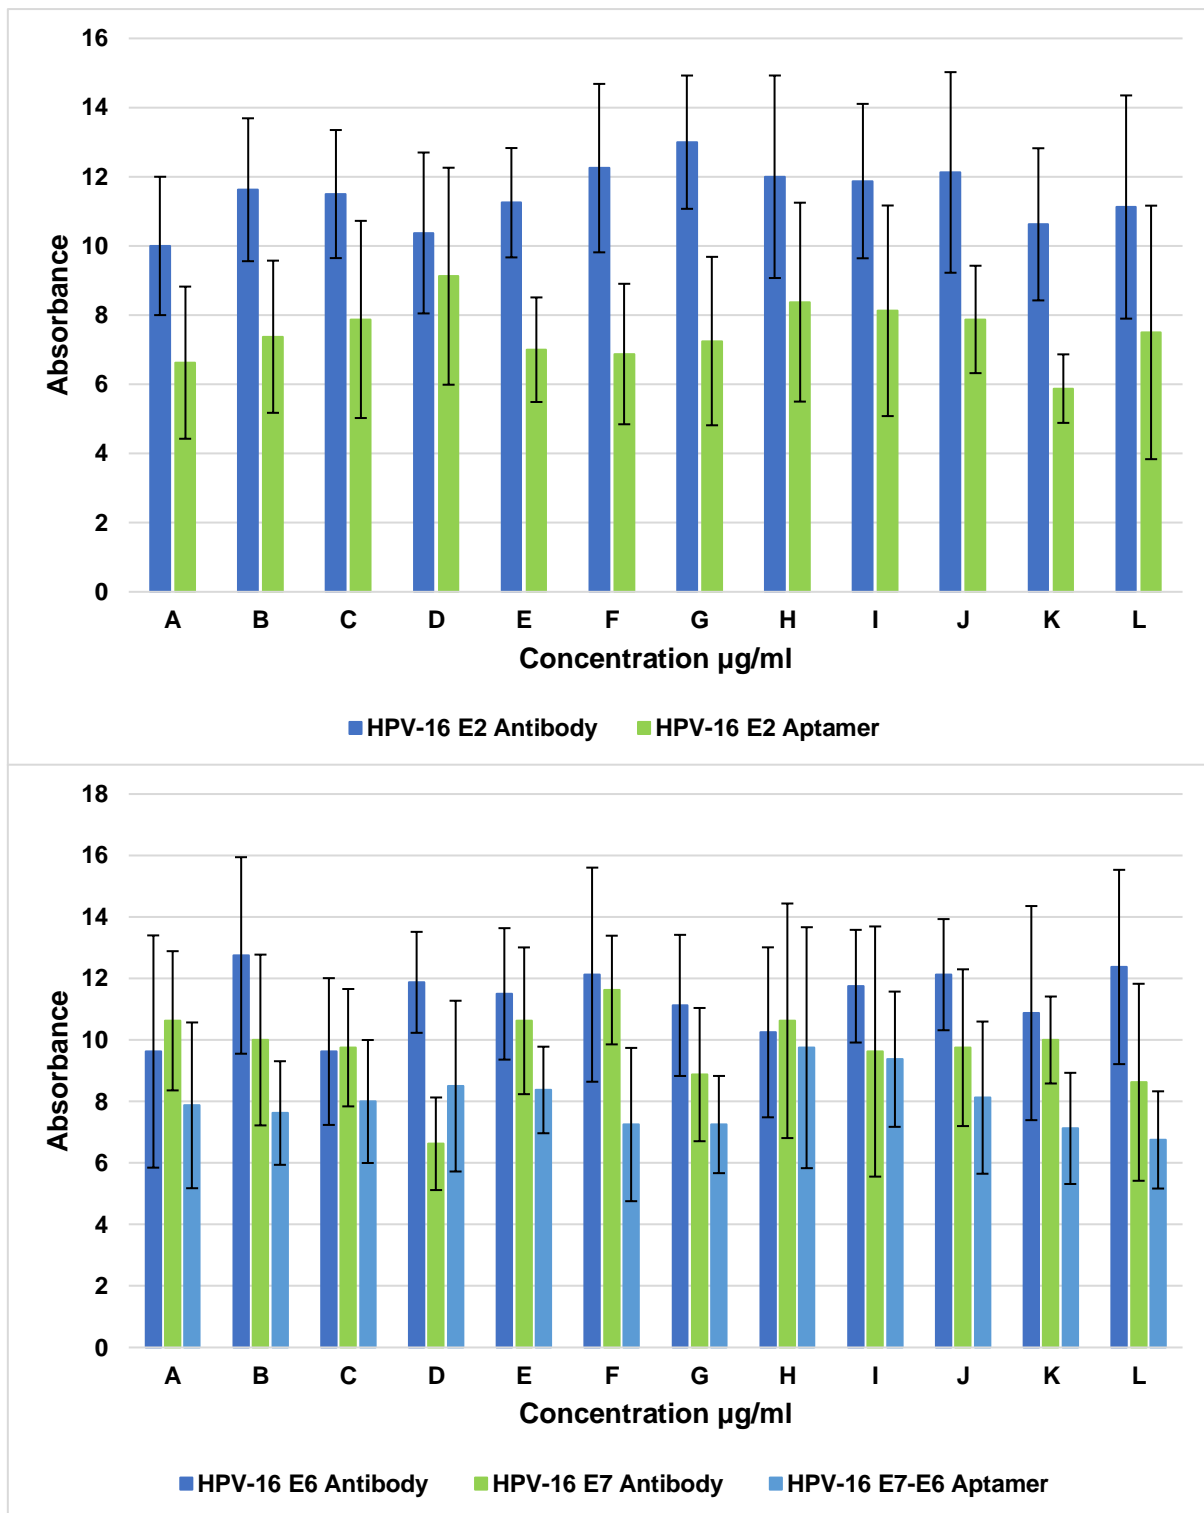 16
14
12
10
8
6
4
2
0
Absorbance
A B C D E F G H I J K L
Concentration µg/ml
HPV-16 E2 Antibody HPV-16 E2 Aptamer
18
16
14
12
10
8
6
4
2
0
Absorbance
A B C D E F G H I J K L
Concentration µg/ml
HPV-16 E6 Antibody HPV-16 E7 Antibody HPV-16 E7-E6 Aptamer